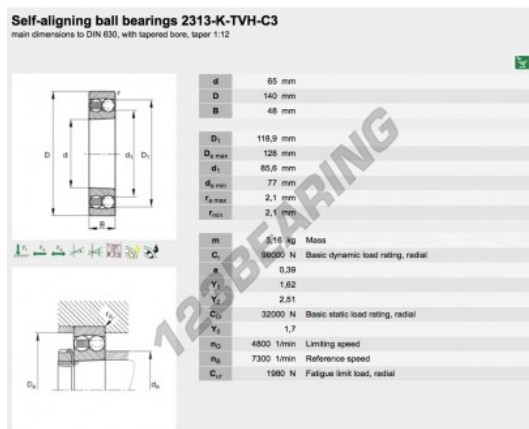 Self-aligning ball bearings 2313-K-TVH-C3
main dimensions to DIN 630, with tapered bore, taper 1:12
d 65 mm
D 140 mm
B 48 mm
D1 118,9 mm
Da max 128 mm
d1 85,6 mm
da min 77 mm
ra max 2,1 mm
rmin 2,1 mm
m 3,16 kg Mass
Cr 98000 N Basic dynamic load rating, radial
e 0,39
Y1 1,62
Y2 2,51
C0r 32000 N Basic static load rating, radial
Y0 1,7
nG 4800 1/min Limiting speed
nB 7300 1/min Reference speed
Cur 1980 N Fatigue limit load, radial
r
D d d1 D1
B
ra
Da da
123BEARING